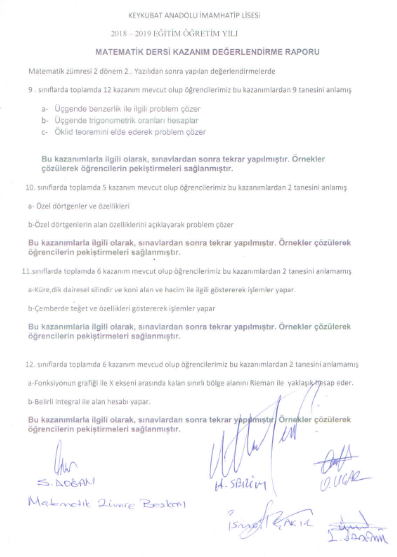 KEYKUBAT ANADOLU İMAMHATİP LİSESİ
2018 - 2019 EĞİTİM ÖĞRETİM YILI
MATEMATİK DERSİ KAZANIM DEĞERLENDİRME RAPORU
Matematik zümresi 2 dönem 2.. Yazılıdan sonra yapılan değerlendirmelerde
9 . sınıflarda toplamda 12 kazanım mevcut olup öğrencilerimiz bu kazanımlardan 9 tanesini anlamış
a- Üçgende benzerlik ile ilgili problem çözer
b- Üçgende trigonometrik oranları hesaplar
c- Öklid teoremini elde ederek problem çözer
Bu kazanımlarla ilgili olarak, sınavlardan sonra tekrar yapılmıştır. Örnekler
çözülerek öğrencilerin pekiştirmeleri sağlanmıştır.
10. sınıflarda toplamda 5 kazanım mevcut olup öğrencilerimiz bu kazanımlardan 2 tanesini anlamış
a- Özel dörtgenler ve özellikleri
b-Özel dörtgenlerin alan özelliklerini açıklayarak problem çözer
Bu kazanımlarla ilgili olarak, sınavlardan sonra tekrar yapılmıştır. Örnekler çözülerek
öğrencilerin pekiştirmeleri sağlanmıştır.
11.sınıflarda toplamda 6 kazanım mevcut olup öğrencilerimiz bu kazanımlardan 2 tanesini anlamamış
a-Küre,dik dairesel silindir ve koni alan ve hacim ile ilgili göstererek işlemler yapar.
b-Çemberde teğet ve özellikleri göstererek işlemler yapar
Bu kazanımlarla ilgili olarak, sınavlardan sonra tekrar yapılmıştır. Örnekler çözülerek
öğrencilerin pekiştirmeleri sağlanmıştır.
12. sınıflarda toplamda 6 kazanım mevcud olup öğrencilerimiz bu kazanımlardan 2 tanesini anlamamış
a-Fonksiyonun grafiği ile X ekseni arasında kalan sınırlı bölge alanını Rieman ile yaklaşık hesap eder.
b-Belirli integral ile alan hesabı yapar.
Bu kazanımlarla ilgili olarak, sınavlardan sonra tekrar yapılmıştır. Örnekler çözülerek
öğrencilerin pekiştirmeleri sağlanmıştır.
S. DOĞAN
Matematik Zümre Başkanı